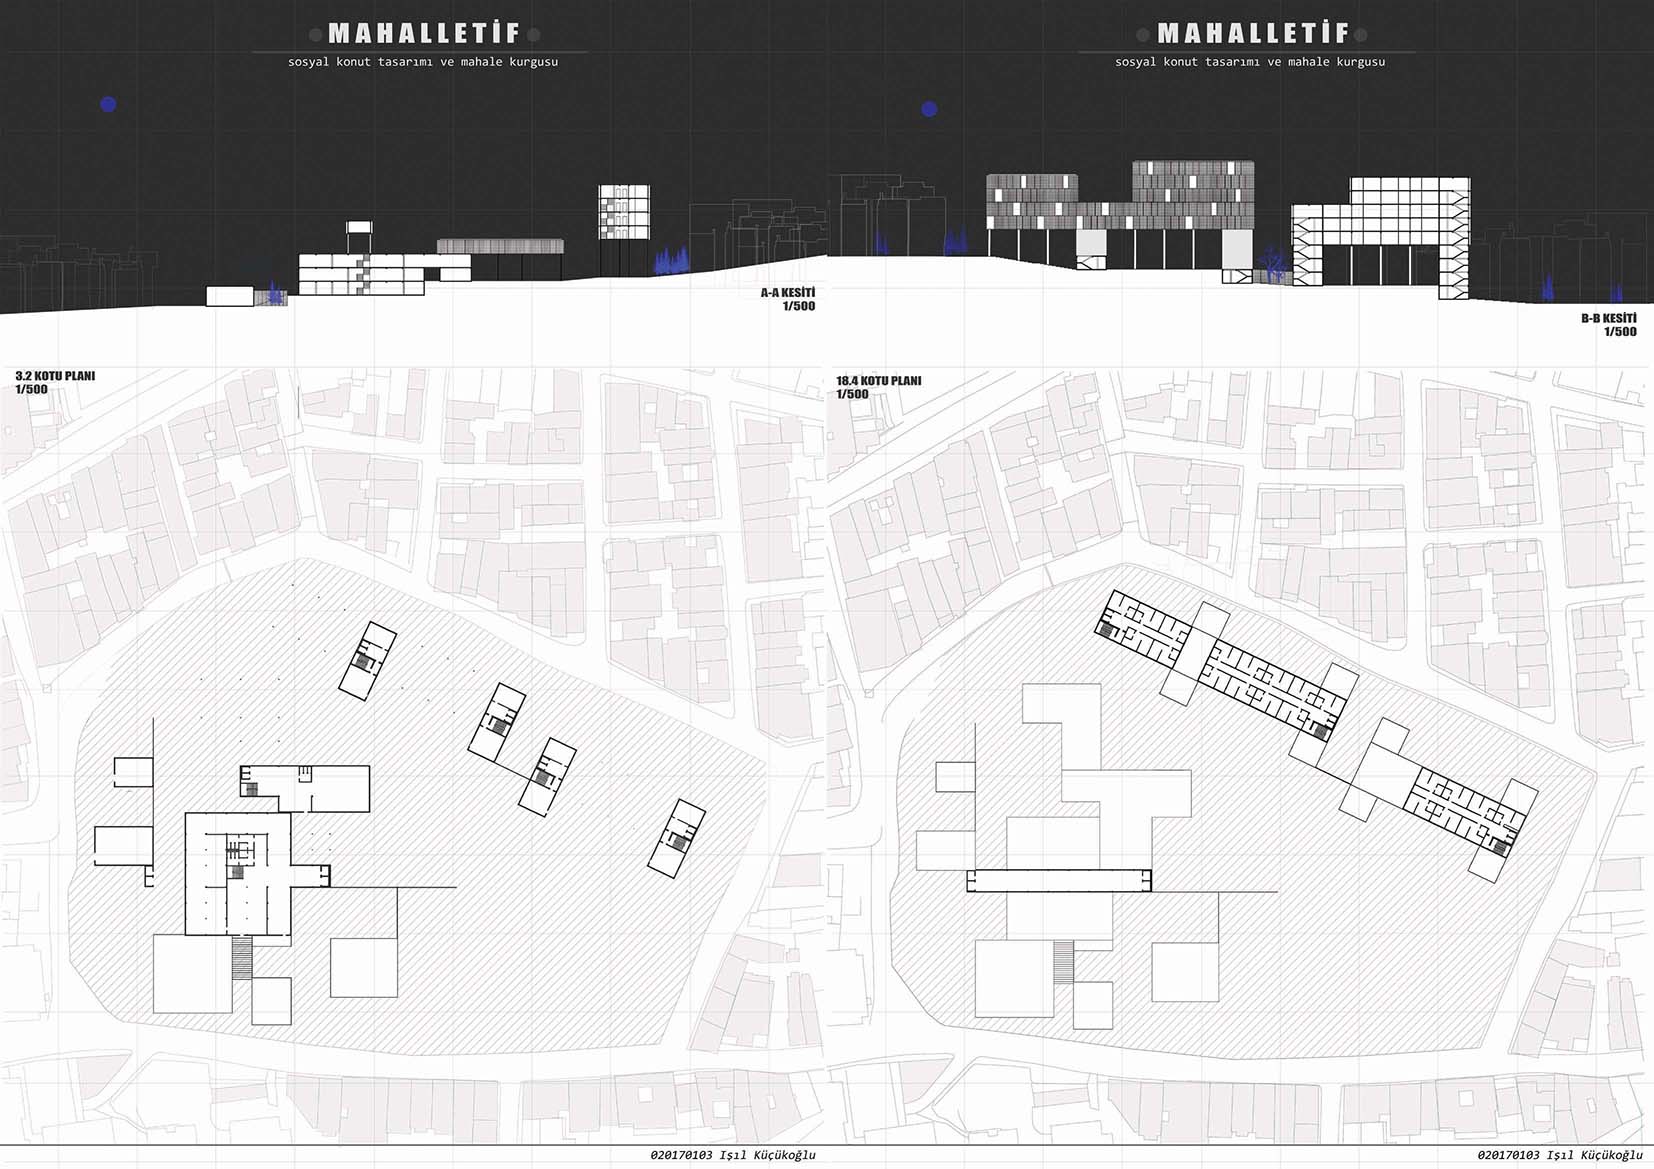 MAHALLETİF
sosyal konut tasarımı ve mahale kurgusu
A-A KESİTİ
1/500
3.2 KOTU PLANI
1/500
020170103 Işıl Küçükoğlu
MAHALLETİF
sosyal konut tasarımı ve mahale kurgusu
B-B KESİTİ
1/500
18.4 KOTU PLANI
1/500
020170103 Işıl Küçükoğlu